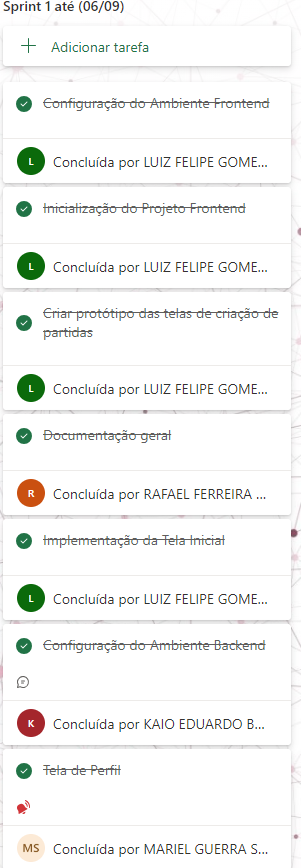 Sprint 1 até (06/09)
Adicionar tarefa
Configuração do Ambiente Frontend
L Concluída por LUIZ FELIPE GOME...
Inicialização do Projeto Frontend
L Concluída por LUIZ FELIPE GOME...
Criar protótipo das telas de criação de
partidas
L Concluída por LUIZ FELIPE GOME...
Documentação geral
R Concluída por RAFAEL FERREIRA ...
Implementação da Tela Inicial
L Concluída por LUIZ FELIPE GOME...
Configuração do Ambiente Backend
K Concluída por KAIO EDUARDO B...
Tela de Perfil
MS Concluída por MARIEL GUERRA S...